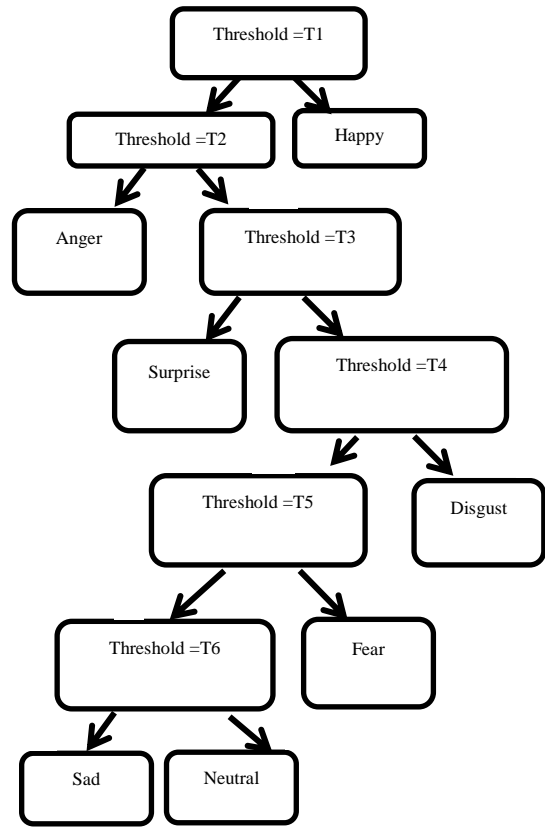 Threshold =T1
Threshold =T2
Happy
Anger
Threshold =T3
Surprise
Threshold =T4
Threshold =T5
Disgust
Threshold =T6
Fear
Sad
Neutral